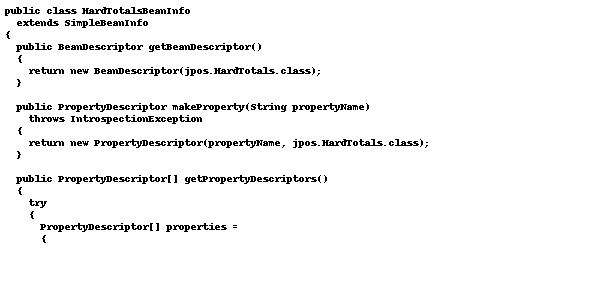 public class HardTotalsBeanInfo
extends SimpleBeanInfo
{
public BeanDescriptor getBeanDescriptor()
{
return new BeanDescriptor(jpos.HardTotals.class);
}
public PropertyDescriptor makeProperty(String propertyName)
throws IntrospectionException
{
return new PropertyDescriptor(propertyName, jpos.HardTotals.class);
}
public PropertyDescriptor[] getPropertyDescriptors()
{
try
{
PropertyDescriptor[] properties =
{